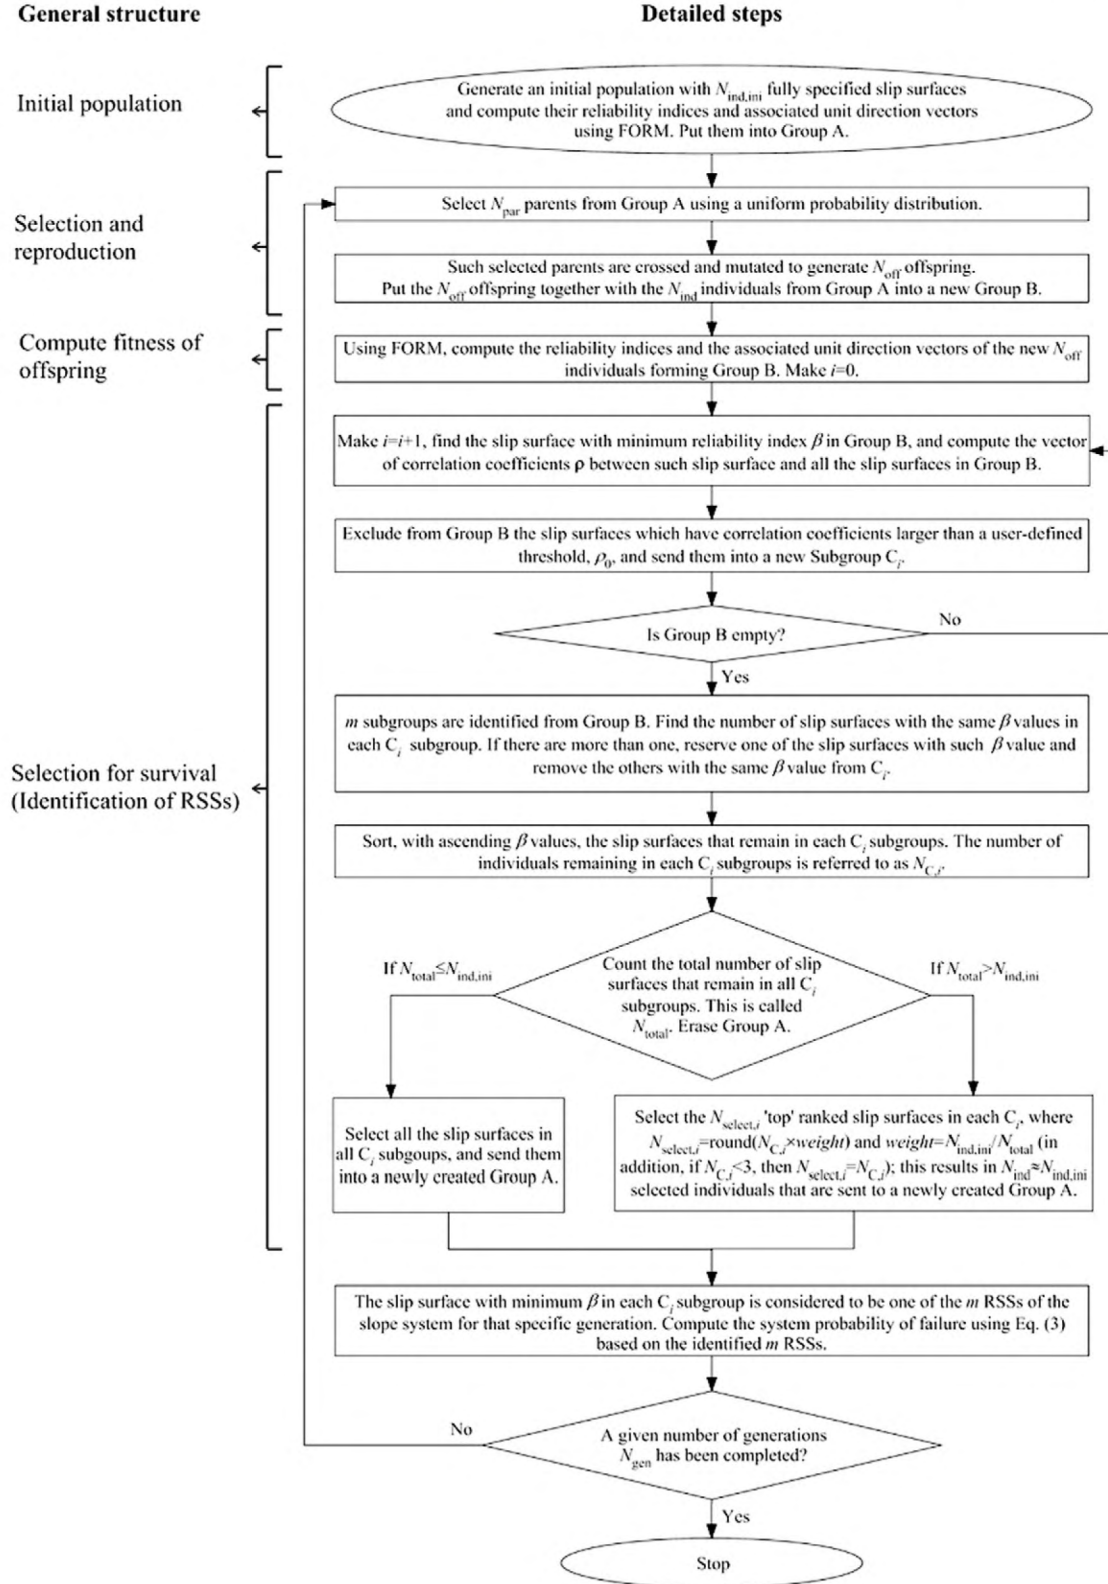 General structure
Detailed steps
Initial population
Generate an initial population with N_ind,ini fully specified slip surfaces
and compute their reliability indices and associated unit direction vectors
using FORM. Put them into Group A.
Selection and
reproduction
Select N_par parents from Group A using a uniform probability distribution.
Such selected parents are crossed and mutated to generate N_off offspring.
Put the N_off offspring together with the N_ind individuals from Group A into a new Group B.
Compute fitness of
offspring
Using FORM, compute the reliability indices and the associated unit direction vectors of the new N_off
individuals forming Group B. Make i=0.
Make i=i+1, find the slip surface with minimum reliability index β in Group B, and compute the vector
of correlation coefficients ρ between such slip surface and all the slip surfaces in Group B.
Exclude from Group B the slip surfaces which have correlation coefficients larger than a user-defined
threshold, ρ_0, and send them into a new Subgroup C_i.
Is Group B empty?
No
Yes
Selection for survival
(Identification of RSSs)
m subgroups are identified from Group B. Find the number of slip surfaces with the same β values in
each C_i subgroup. If there are more than one, reserve one of the slip surfaces with such β value and
remove the others with the same β value from C_i.
Sort, with ascending β values, the slip surfaces that remain in each C_i subgroups. The number of
individuals remaining in each C_i subgroups is referred to as N_C,i.
If N_total≤N_ind,ini
Count the total number of slip
surfaces that remain in all C_i
subgroups. This is called
N_total. Erase Group A.
If N_total>N_ind,ini
Select all the slip surfaces in
all C_i subgoups, and send them
into a newly created Group A.
Select the N_select,i 'top' ranked slip surfaces in each C_i, where
N_select,i=round(N_C,i×weight) and weight=N_ind,ini/N_total (in
addition, if N_C,i<3, then N_select,i=N_C,i); this results in N_ind≈N_ind,ini
selected individuals that are sent to a newly created Group A.
The slip surface with minimum β in each C_i subgroup is considered to be one of the m RSSs of the
slope system for that specific generation. Compute the system probability of failure using Eq. (3)
based on the identified m RSSs.
No
A given number of generations
N_gen has been completed?
Yes
Stop